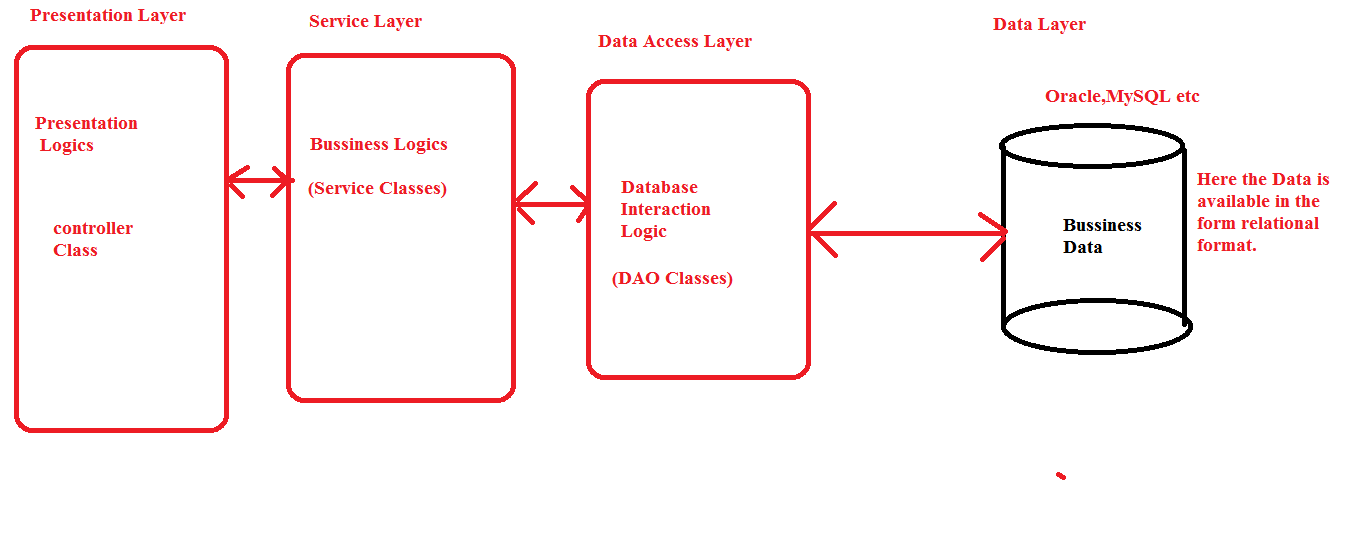 Presentation Layer
Presentation
Logics
controller
Class
Service Layer
Bussiness Logics
(Service Classes)
Data Access Layer
Database
Interaction
Logic
(DAO Classes)
Data Layer
Oracle,MySQL etc
Bussiness
Data
Here the Data is
available in the
form relational
format.